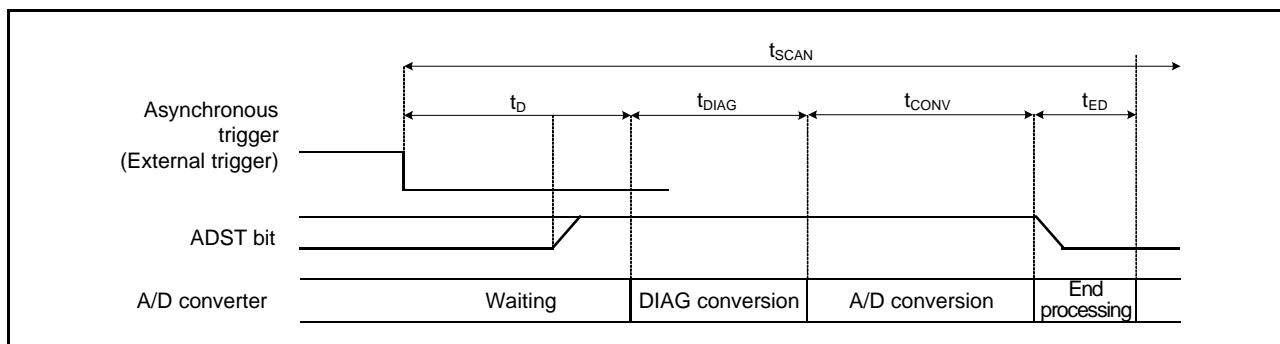 tSCAN
tD
tDIAG
tCONV
tED
Asynchronous
trigger
(External trigger)
ADST bit
A/D converter
Waiting
DIAG conversion
A/D conversion
End
processing